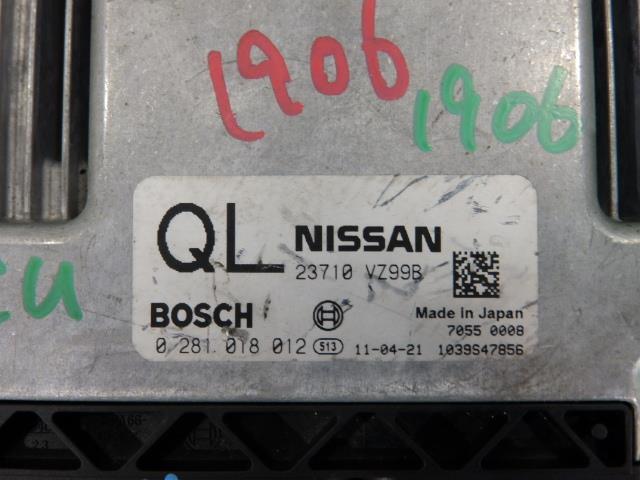 1906
1906
QL NISSAN
23710 VZ99B
BOSCH Made in Japan
7055 0008
0 281 018 012 S13 11-04-21 1039S47856